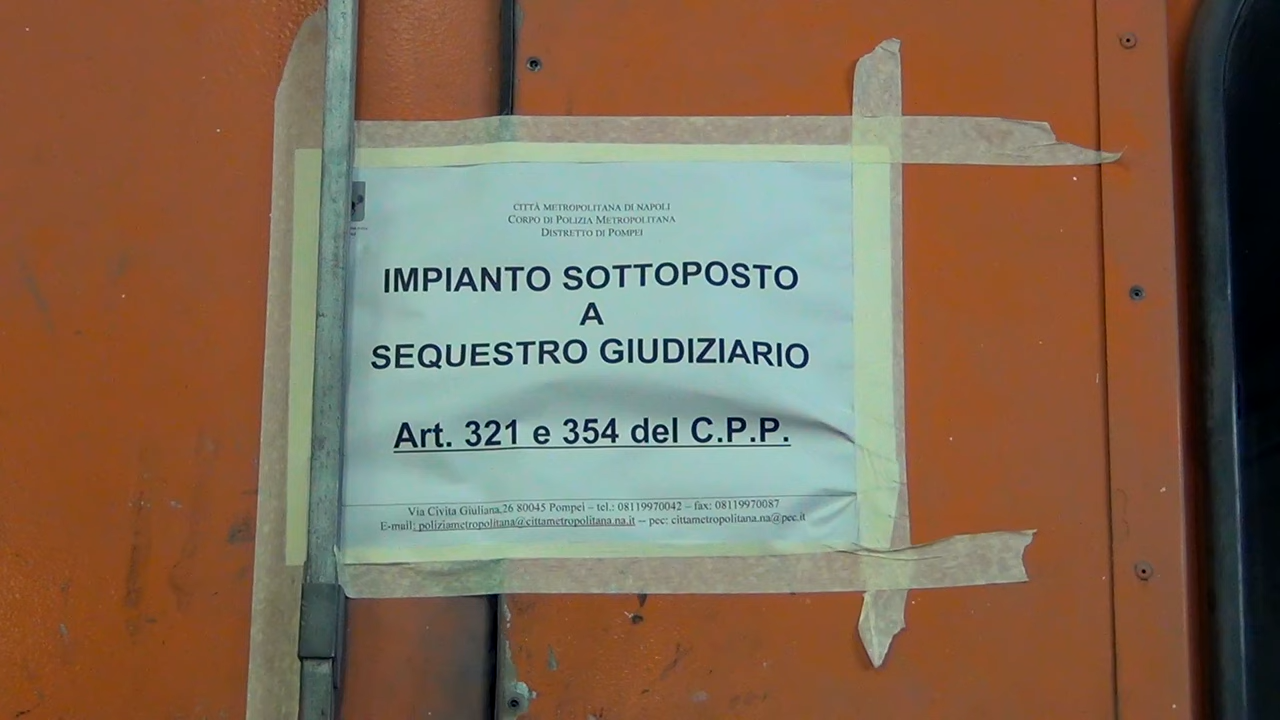 CITTÀ METROPOLITANA DI NAPOLI
CORPO DI POLIZIA METROPOLITANA
DISTRETTO DI POMPEI
IMPIANTO SOTTOPOSTO
A
SEQUESTRO GIUDIZIARIO
Art. 321 e 354 del C.P.P.
Via Civita Giuliana,26 80045 Pompei – tel.: 08119970042 – fax: 08119970087
E-mail: poliziametropolitana@cittametropolitana.na.it – pec: cittametropolitana.na@pec.it